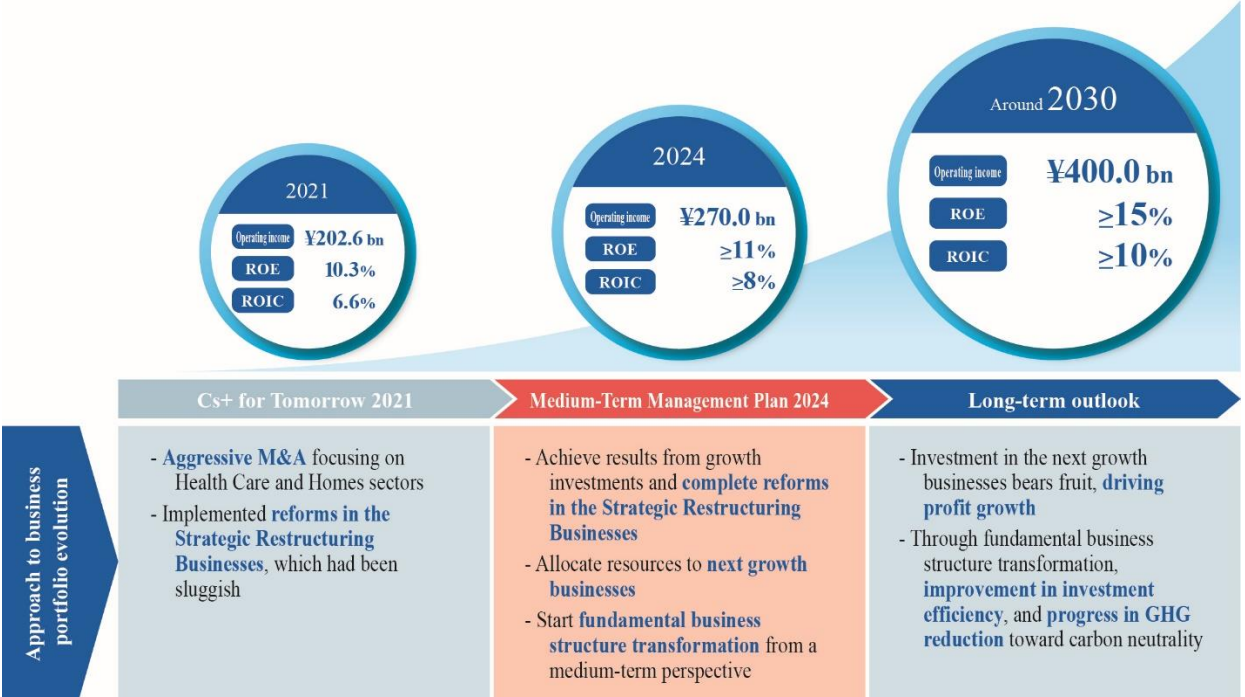 2021
Operating income ¥202.6 bn
ROE 10.3%
ROIC 6.6%
2024
Operating income ¥270.0 bn
ROE ≥11%
ROIC ≥8%
Around 2030
Operating income ¥400.0 bn
ROE ≥15%
ROIC ≥10%
Cs+ for Tomorrow 2021
Medium-Term Management Plan 2024
Long-term outlook
Approach to business
portfolio evolution
- Aggressive M&A focusing on
Health Care and Homes sectors
- Implemented reforms in the
Strategic Restructuring
Businesses, which had been
sluggish
- Achieve results from growth
investments and complete reforms
in the Strategic Restructuring
Businesses
- Allocate resources to next growth
businesses
- Start fundamental business
structure transformation from a
medium-term perspective
- Investment in the next growth
businesses bears fruit, driving
profit growth
- Through fundamental business
structure transformation,
improvement in investment
efficiency, and progress in GHG
reduction toward carbon neutrality